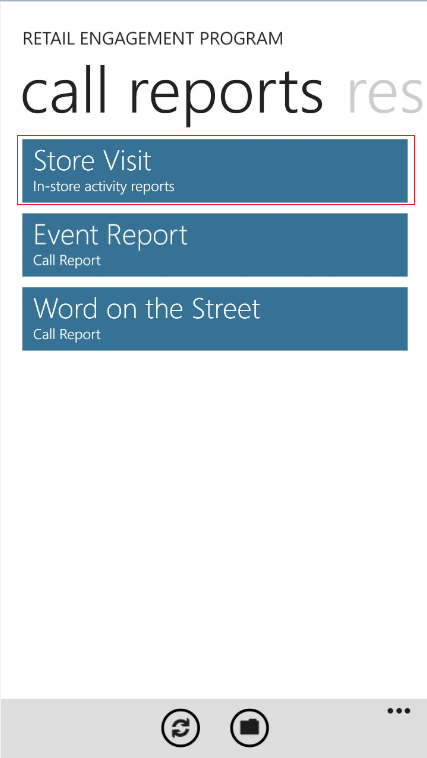 RETAIL ENGAGEMENT PROGRAM
call reports res
Store Visit
In-store activity reports
Event Report
Call Report
Word on the Street
Call Report